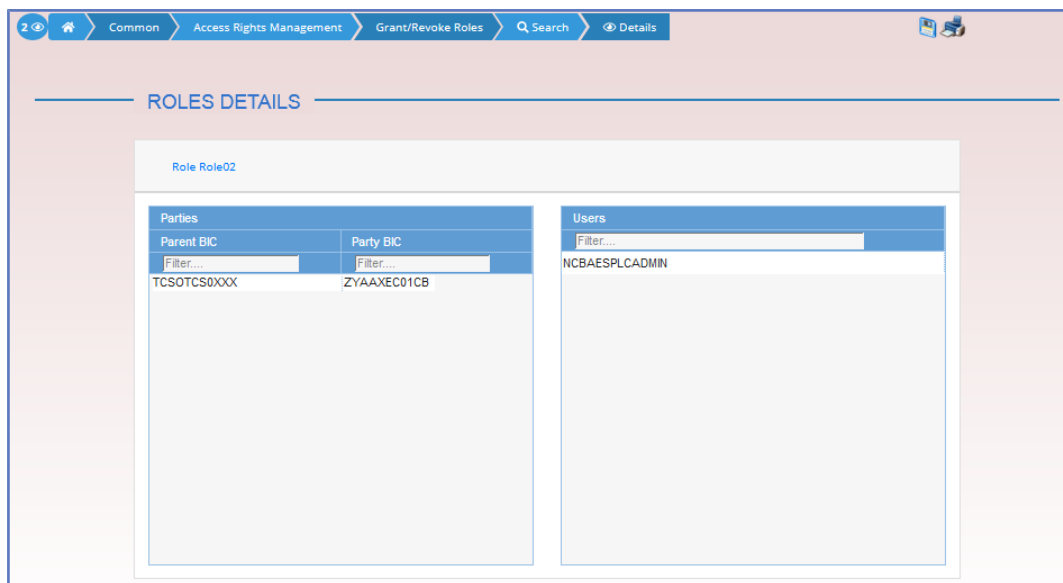 2 Common Access Rights Management Grant/Revoke Roles Search Details
ROLES DETAILS
Role Role02
Parties
Parent BIC Party BIC
Filter.... Filter....
TCSOTCS0XXX ZYAAXEC01CB
Users
Filter....
NCBAESPLCADMIN